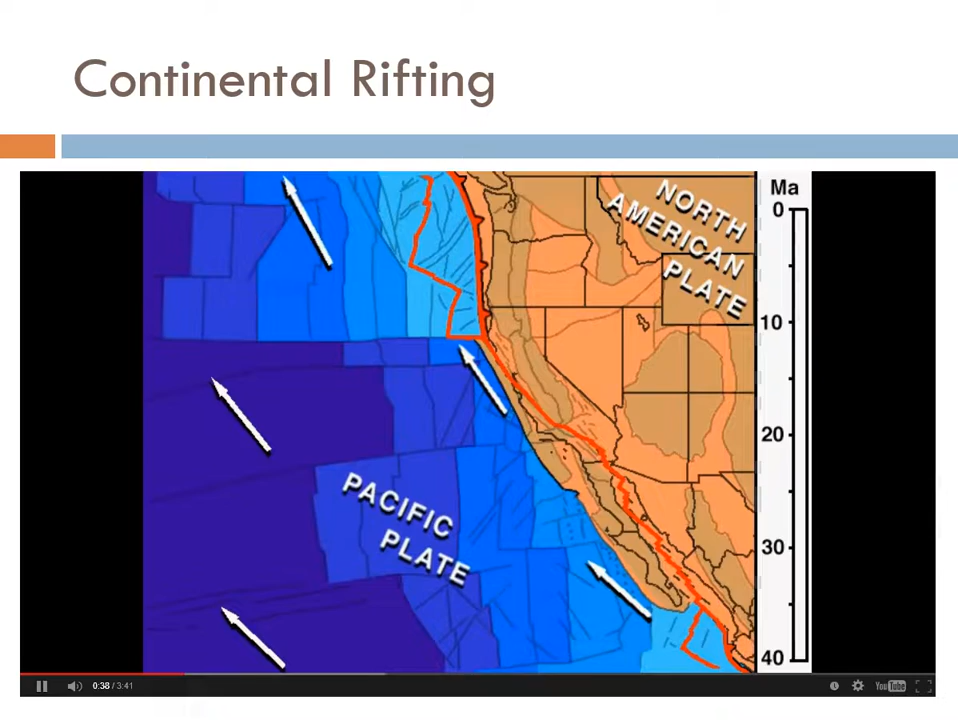 Continental Rifting
Ma
0
10
20
30
40
NORTH
AMERICAN
PLATE
PACIFIC
PLATE
0:38 / 3:41
YouTube